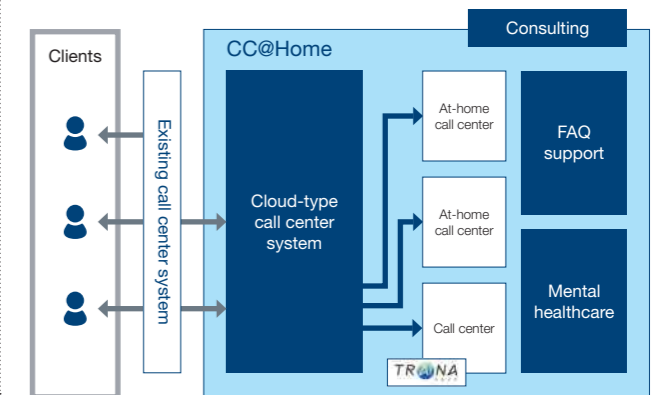 Consulting
Clients
CC@Home
Existing call center system
Cloud-type
call center
system
At-home
call center
At-home
call center
Call center
FAQ
support
Mental
healthcare